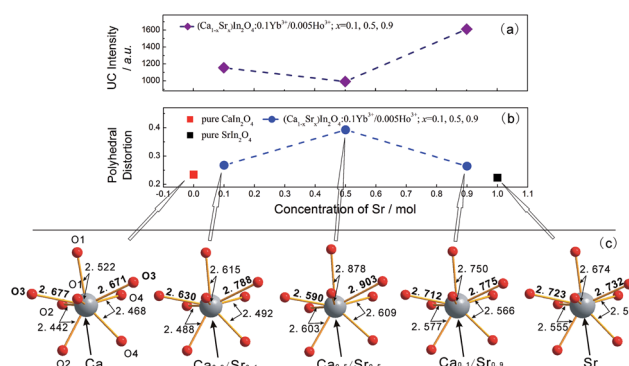 UC Intensity
/ a.u.
1600
1400
1200
1000
(Ca₁₋ₓSrₓ)In₂O₄:0.1Yb³⁺/0.005Ho³⁺; x=0.1, 0.5, 0.9
(a)
Polyhedral
Distortion
0.4
0.3
0.2
pure CaIn₂O₄
(Ca₁₋ₓSrₓ)In₂O₄:0.1Yb³⁺/0.005Ho³⁺; x=0.1, 0.5, 0.9
pure SrIn₂O₄
(b)
-0.1 0.0 0.1 0.2 0.3 0.4 0.5 0.6 0.7 0.8 0.9 1.0 1.1
Concentration of Sr / mol
(c)
O1 2.522 2.677 2.671 O3 O3 O1 O2 O4 2.468 2.442 O2 O4 Ca
2.615 2.630 2.788 2.492 2.488
2.878 2.590 2.903 2.609 2.603
2.750 2.712 2.775 2.566 2.577
2.674 2.723 2.732 2.555 Sr